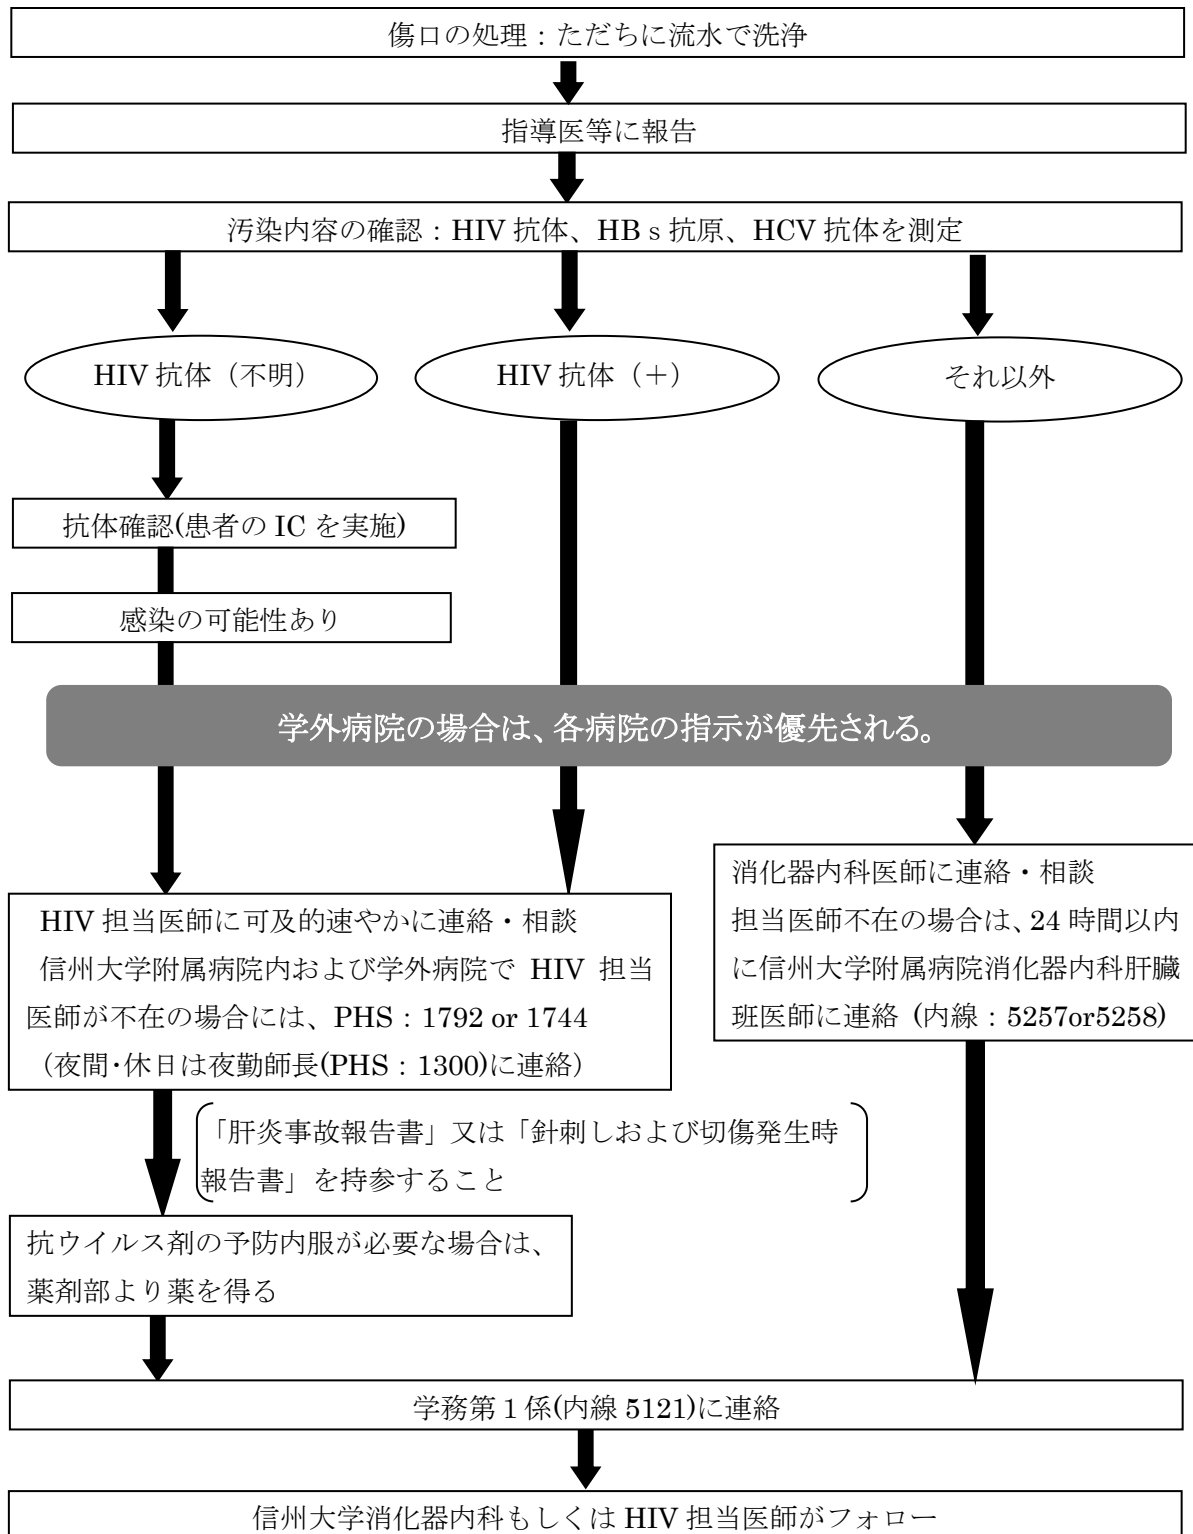 傷口の処理：ただちに流水で洗浄
指導医等に報告
汚染内容の確認：HIV 抗体、HBｓ抗原、HCV 抗体を測定
HIV 抗体（不明）
HIV 抗体（＋）
それ以外
抗体確認(患者の IC を実施)
感染の可能性あり
学外病院の場合は、各病院の指示が優先される。
HIV 担当医師に可及的速やかに連絡・相談
信州大学附属病院内および学外病院で HIV 担当
医師が不在の場合には、PHS：1792 or 1744
（夜間･休日は夜勤師長(PHS：1300)に連絡）
消化器内科医師に連絡・相談
担当医師不在の場合は、24 時間以内
に信州大学附属病院消化器内科肝臓
班医師に連絡 (内線：5257or5258)
「肝炎事故報告書」又は「針刺しおよび切傷発生時
報告書」を持参すること
抗ウイルス剤の予防内服が必要な場合は、
薬剤部より薬を得る
学務第１係(内線 5121)に連絡
信州大学消化器内科もしくは HIV 担当医師がフォロー